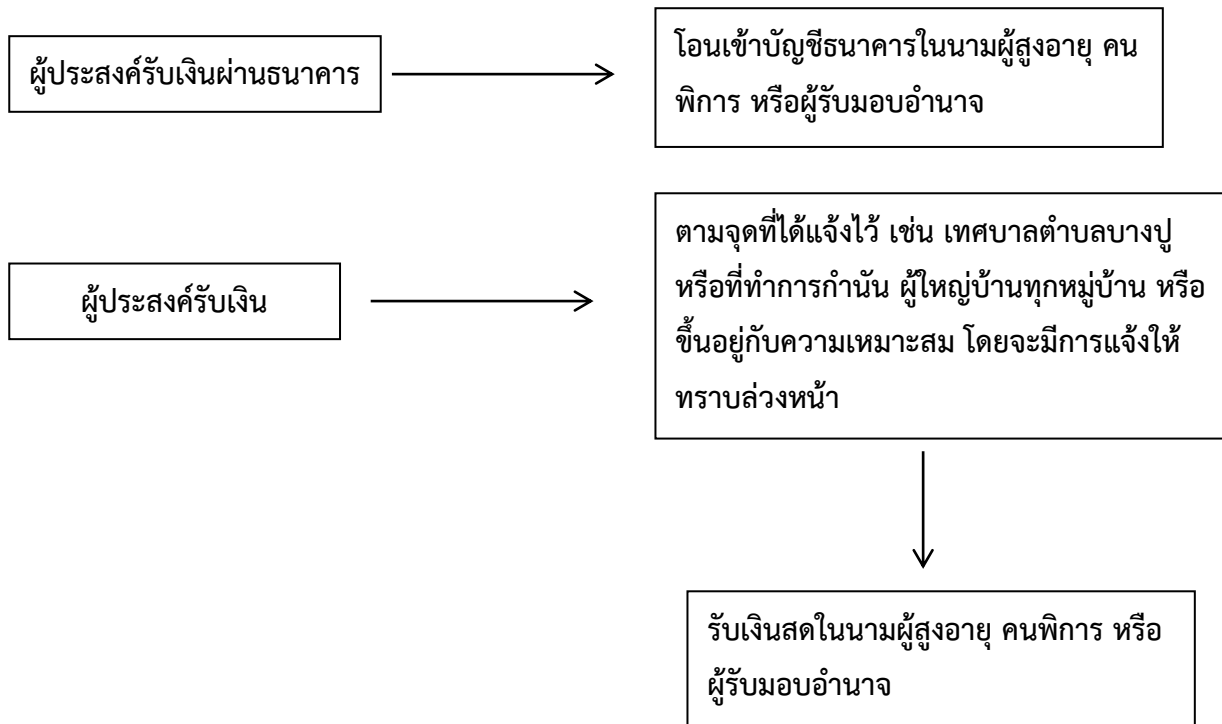 ผู้ประสงค์รับเงินผ่านธนาคาร
โอนเข้าบัญชีธนาคารในนามผู้สูงอายุ คน
พิการ หรือผู้รับมอบอำนาจ
ผู้ประสงค์รับเงิน
ตามจุดที่ได้แจ้งไว้ เช่น เทศบาลตำบลบางปู
หรือที่ทำการกำนัน ผู้ใหญ่บ้านทุกหมู่บ้าน หรือ
ขึ้นอยู่กับความเหมาะสม โดยจะมีการแจ้งให้
ทราบล่วงหน้า
รับเงินสดในนามผู้สูงอายุ คนพิการ หรือ
ผู้รับมอบอำนาจ